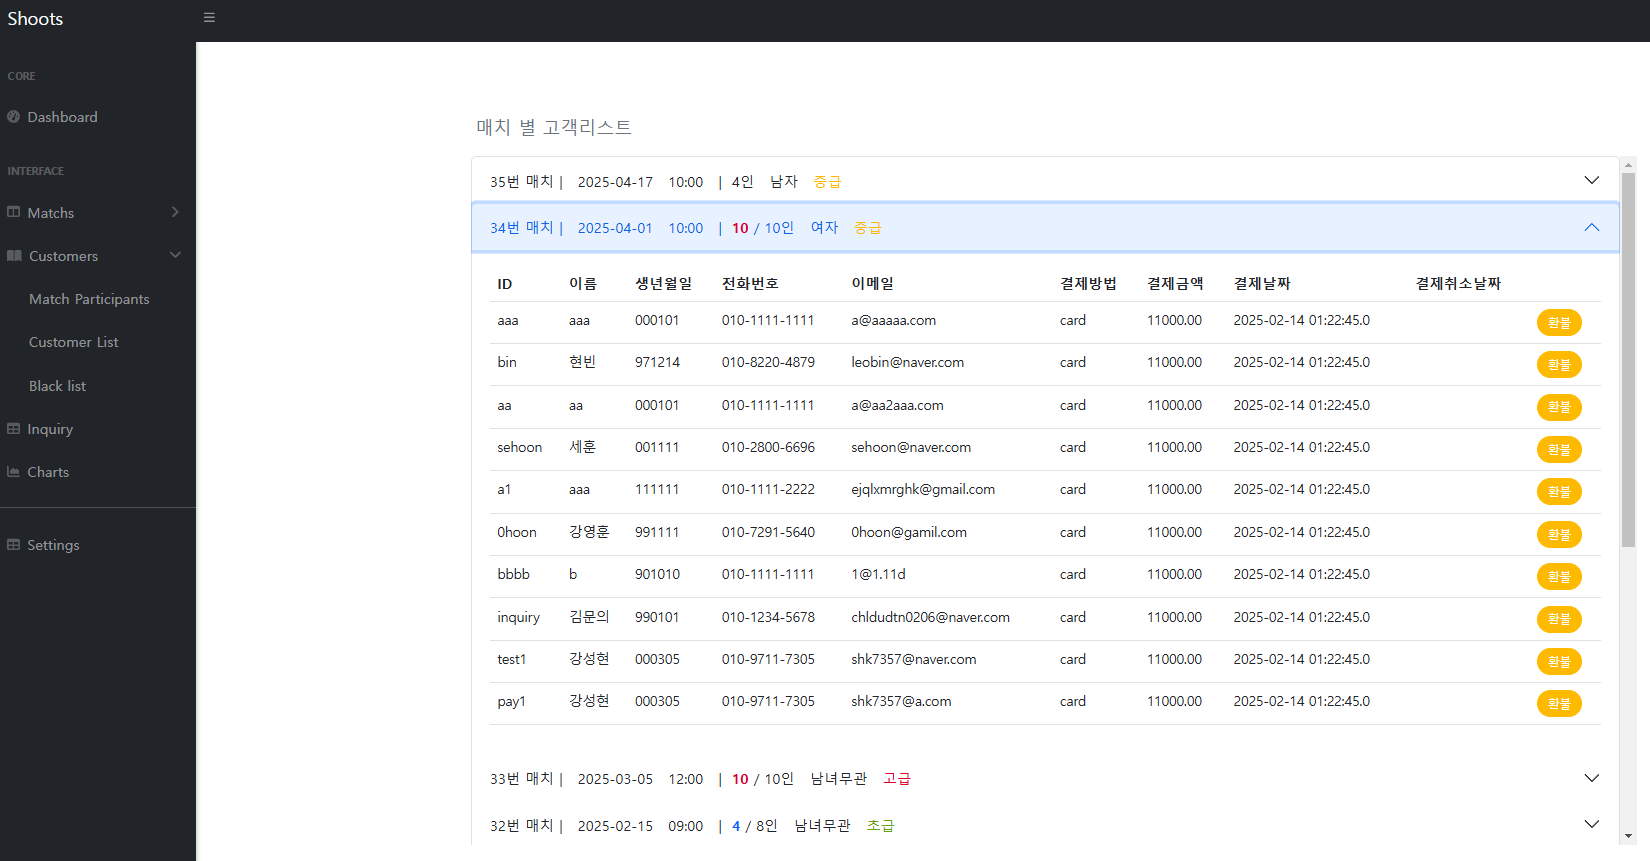 Shoots
CORE
Dashboard
INTERFACE
Matchs
Customers
Match Participants
Customer List
Black list
Inquiry
Charts
Settings
매치 별 고객리스트
35번 매치 | 2025-04-17 10:00 | 4인 남자 중급
34번 매치 | 2025-04-01 10:00 | 10 / 10인 여자 중급
ID 이름 생년월일 전화번호 이메일 결제방법 결제금액 결제날짜 결제취소날짜
aaa aaa 000101 010-1111-1111 a@aaaaa.com card 11000.00 2025-02-14 01:22:45.0 환불
bin 현빈 971214 010-8220-4879 leobin@naver.com card 11000.00 2025-02-14 01:22:45.0 환불
aa aa 000101 010-1111-1111 a@aa2aaa.com card 11000.00 2025-02-14 01:22:45.0 환불
sehoon 세훈 001111 010-2800-6696 sehoon@naver.com card 11000.00 2025-02-14 01:22:45.0 환불
a1 aaa 111111 010-1111-2222 ejqlxmrghk@gmail.com card 11000.00 2025-02-14 01:22:45.0 환불
0hoon 강영훈 991111 010-7291-5640 0hoon@gamil.com card 11000.00 2025-02-14 01:22:45.0 환불
bbbb b 901010 010-1111-1111 1@1.11d card 11000.00 2025-02-14 01:22:45.0 환불
inquiry 김문의 990101 010-1234-5678 chldudtn0206@naver.com card 11000.00 2025-02-14 01:22:45.0 환불
test1 강성현 000305 010-9711-7305 shk7357@naver.com card 11000.00 2025-02-14 01:22:45.0 환불
pay1 강성현 000305 010-9711-7305 shk7357@a.com card 11000.00 2025-02-14 01:22:45.0 환불
33번 매치 | 2025-03-05 12:00 | 10 / 10인 남녀무관 고급
32번 매치 | 2025-02-15 09:00 | 4 / 8인 남녀무관 초급